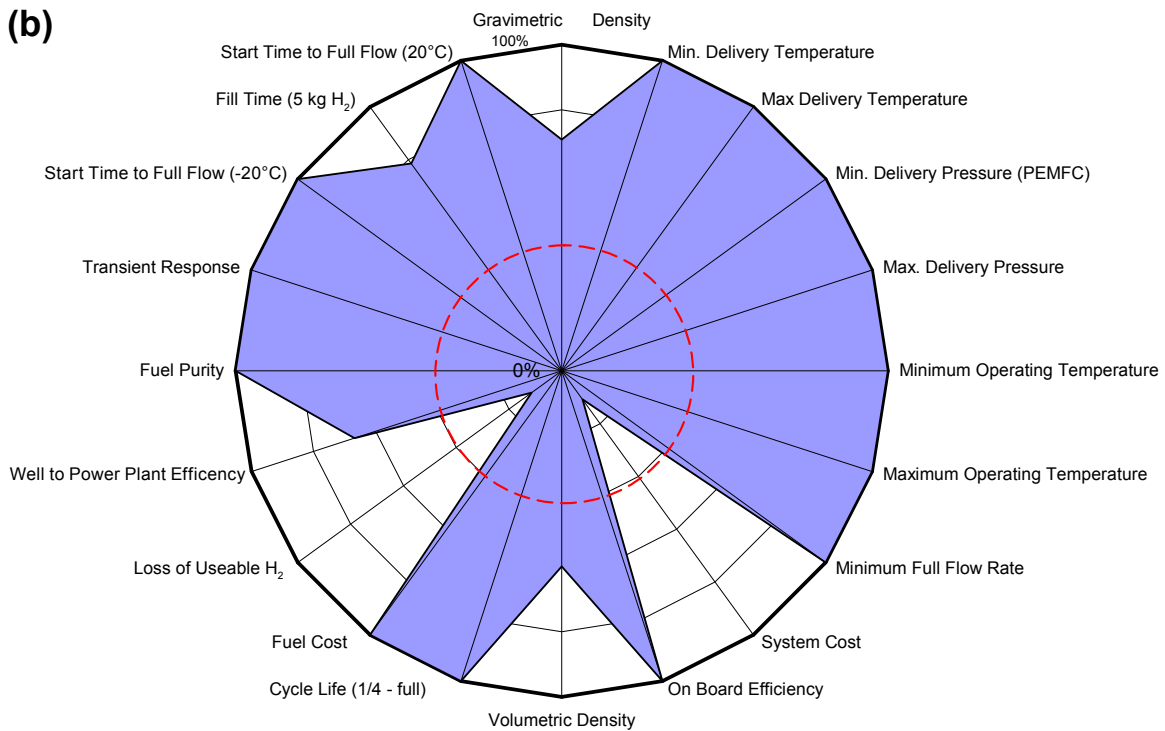 (b)
Gravimetric Density
100%
Start Time to Full Flow (20°C)
Min. Delivery Temperature
Fill Time (5 kg H₂)
Max Delivery Temperature
Start Time to Full Flow (-20°C)
Min. Delivery Pressure (PEMFC)
Transient Response
Max. Delivery Pressure
Fuel Purity
0%
Minimum Operating Temperature
Well to Power Plant Efficency
Maximum Operating Temperature
Loss of Useable H₂
Minimum Full Flow Rate
Fuel Cost
System Cost
Cycle Life (1/4 - full)
On Board Efficiency
Volumetric Density